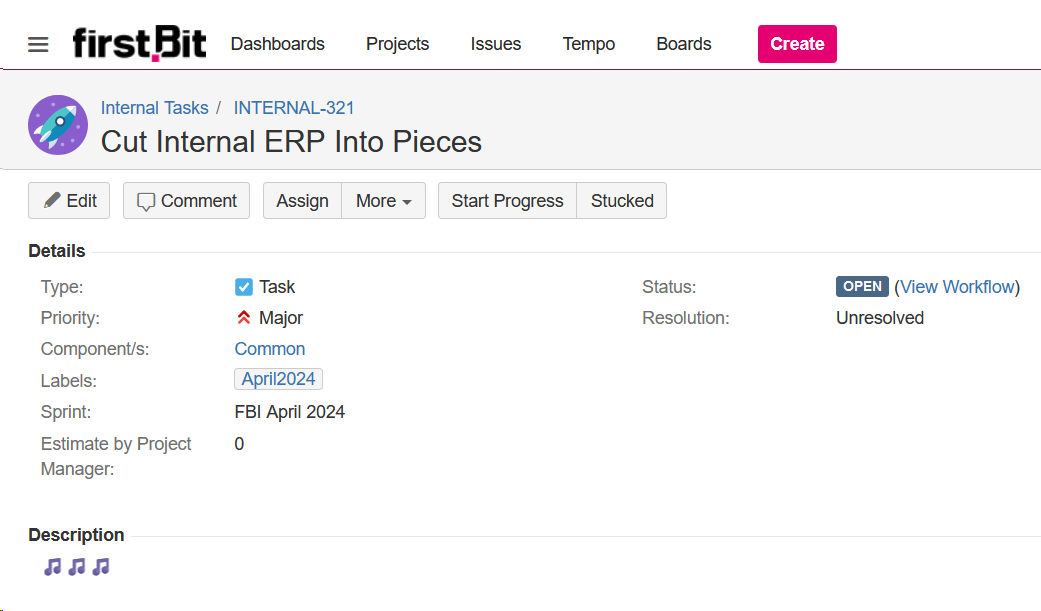 first.Bit Dashboards Projects Issues Tempo Boards Create
Internal Tasks / INTERNAL-321
Cut Internal ERP Into Pieces
Edit Comment Assign More Start Progress Stucked
Details
Type: Task Status: OPEN (View Workflow)
Priority: Major Resolution: Unresolved
Component/s: Common
Labels: April2024
Sprint: FBI April 2024
Estimate by Project 0
Manager:
Description